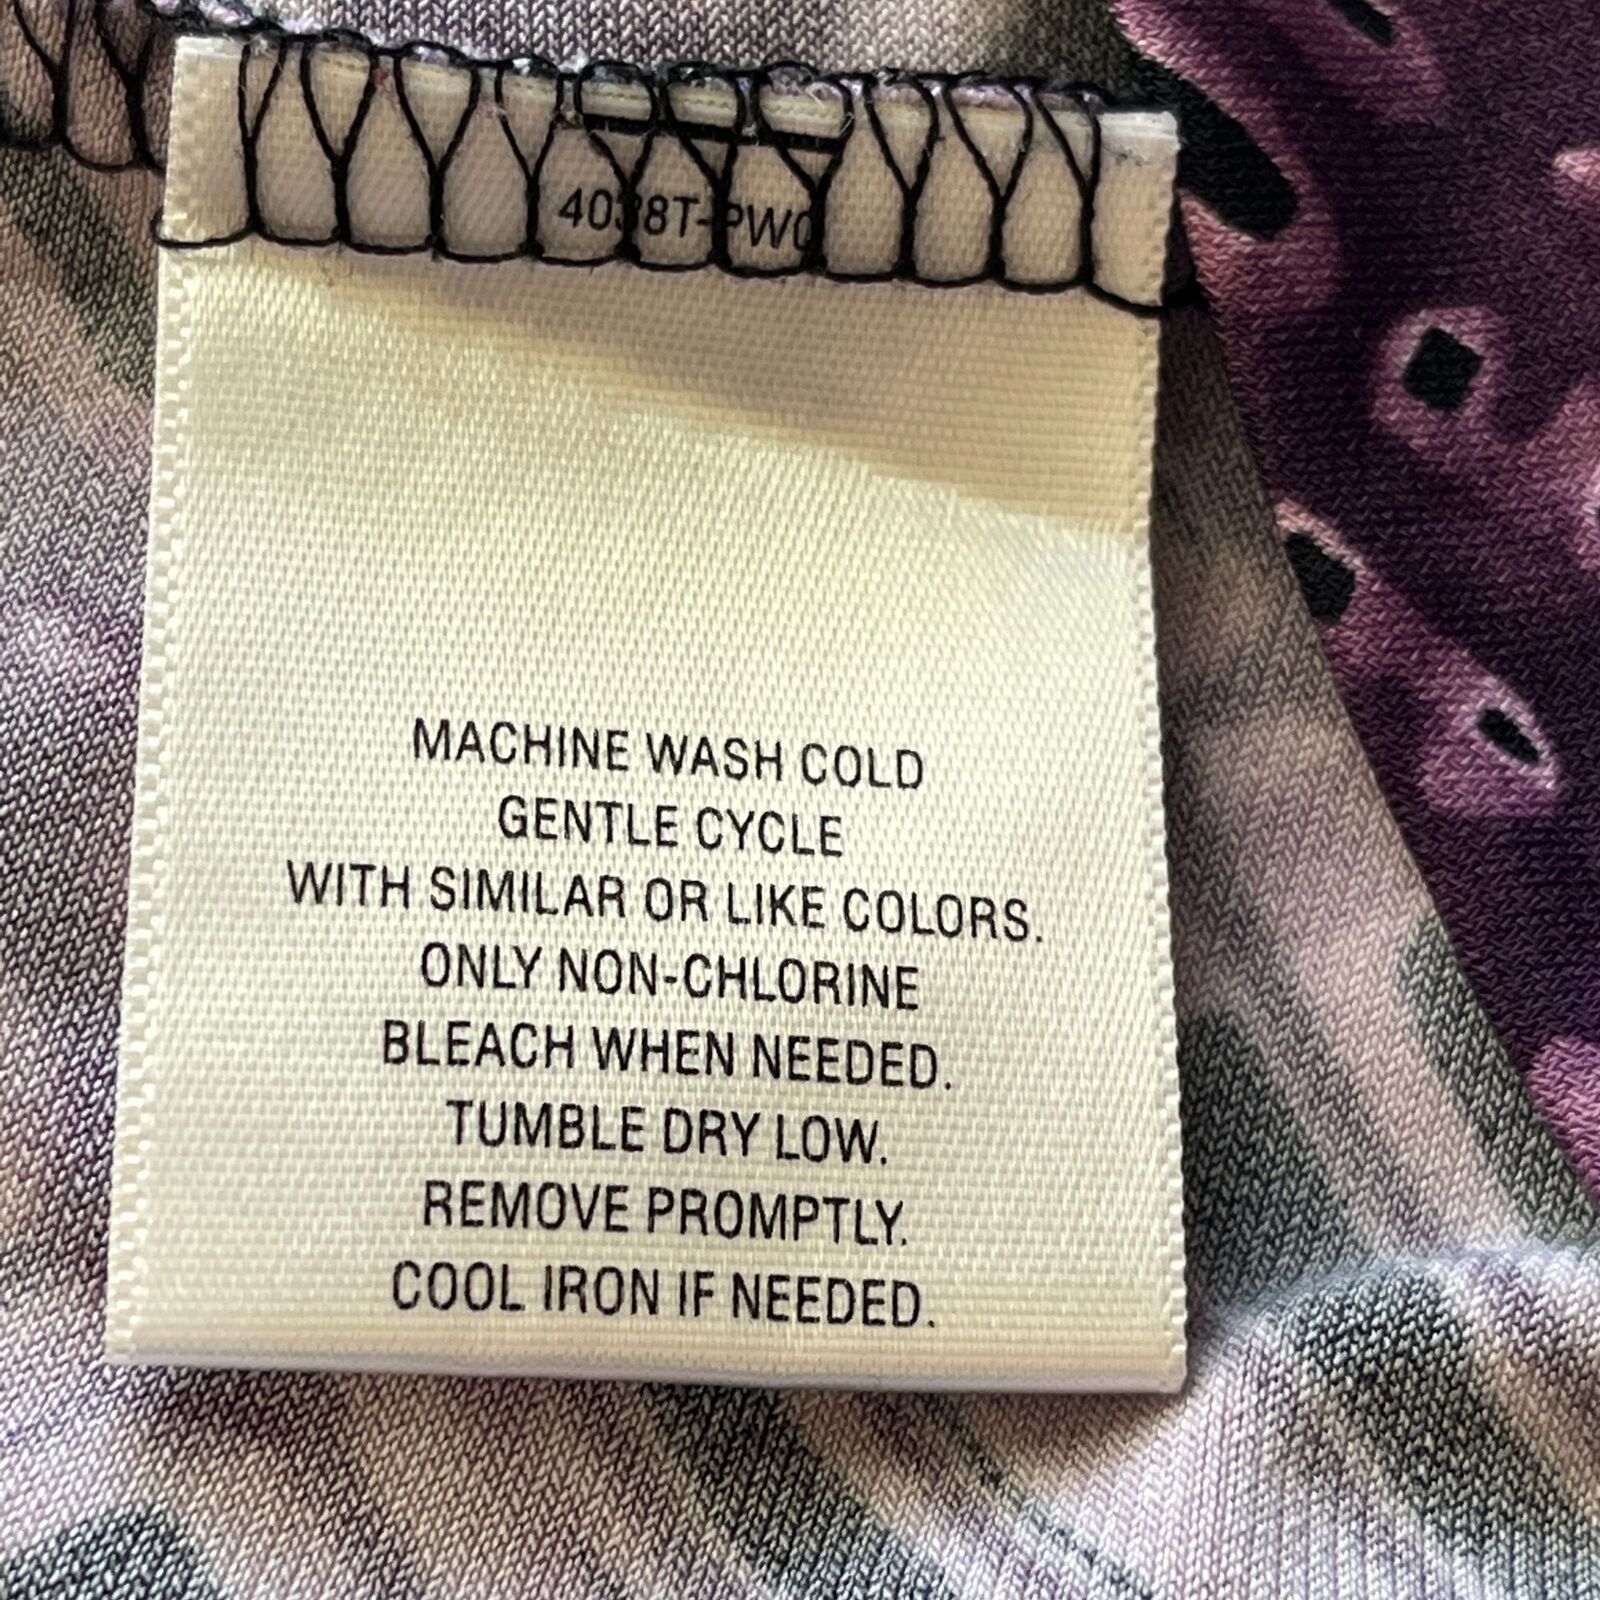 MACHINE WASH COLD
GENTLE CYCLE
WITH SIMILAR OR LIKE COLORS.
ONLY NON-CHLORINE
BLEACH WHEN NEEDED.
TUMBLE DRY LOW.
REMOVE PROMPTLY.
COOL IRON IF NEEDED.